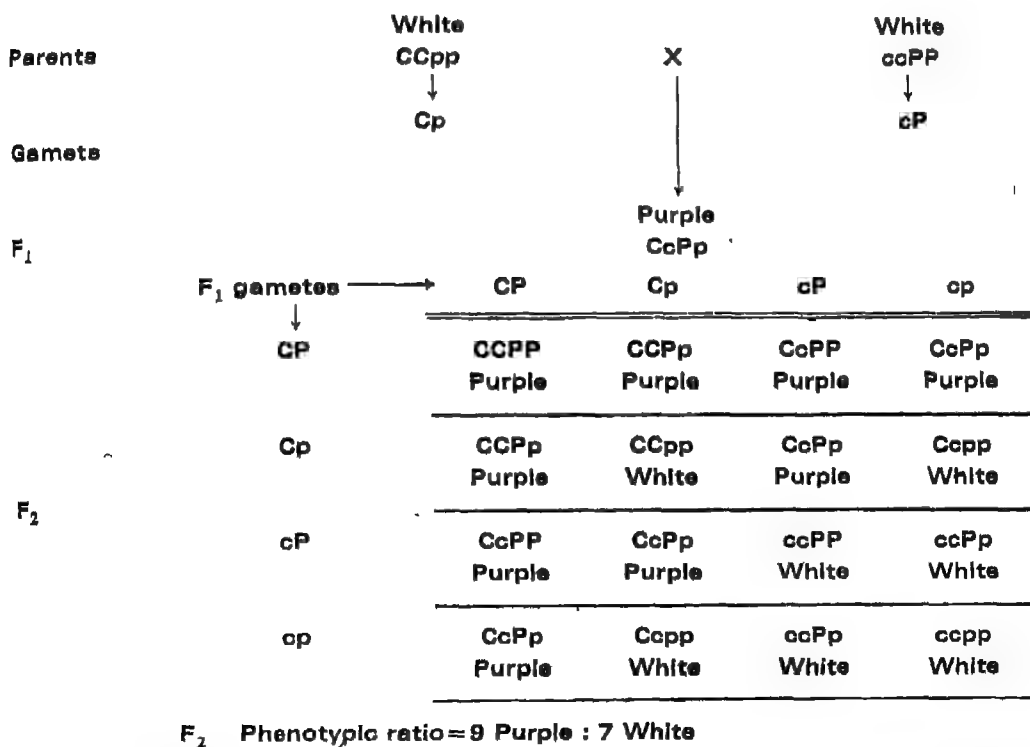 White White
Parents CCpp X ccPP
Cp cP
Gamets
Purple
F₁ CcPp
F₁ gametes CP Cp cP cp
CP CCPP CCPp CcPP CcPp
Purple Purple Purple Purple
Cp CCPp CCpp CcPp Ccpp
Purple White Purple White
F₂
cP CcPP CcPp ccPP ccPp
Purple Purple White White
cp CcPp Ccpp ccPp ccpp
Purple White White White
F₂ Phenotypic ratio=9 Purple : 7 White